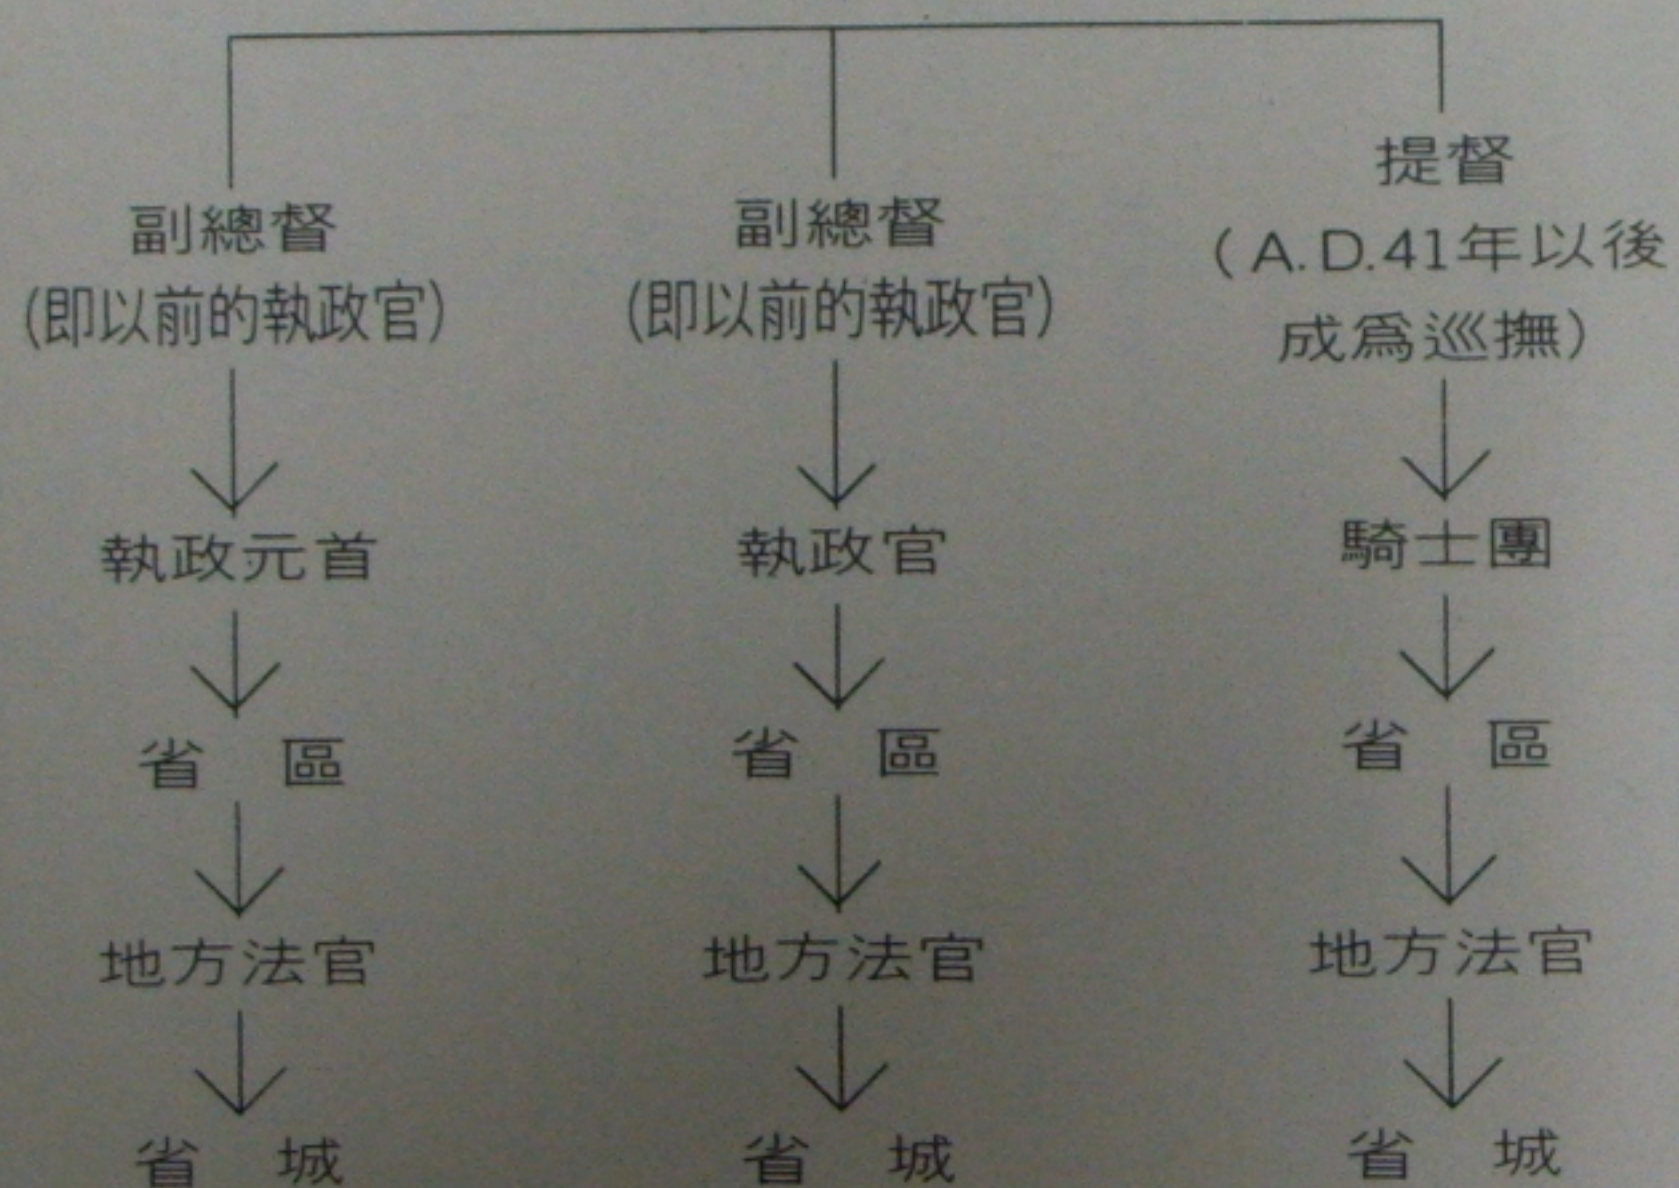 副總督
(即以前的執政官)
執政元首
省 區
地方法官
省 城
副總督
(即以前的執政官)
執政官
省 區
地方法官
省 城
提督
(A.D.41年以後
成爲巡撫)
騎士團
省 區
地方法官
省 城